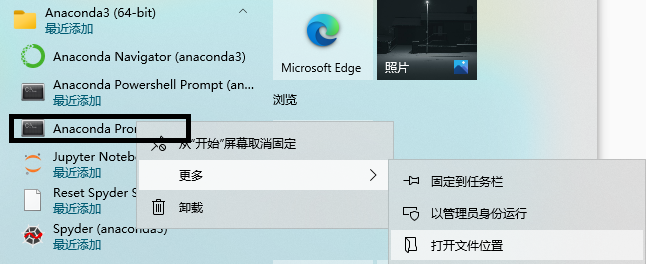 Anaconda3 (64-bit)
最近添加
Anaconda Navigator (anaconda3)
Anaconda Powershell Prompt (an...
最近添加
Anaconda
Jupyter Noteb
最近添加
Reset Spyder S
最近添加
Spyder (anaconda3)
最近添加
Microsoft Edge
照片
浏览
从"开始"屏幕取消固定
更多
卸载
固定到任务栏
以管理员身份运行
打开文件位置